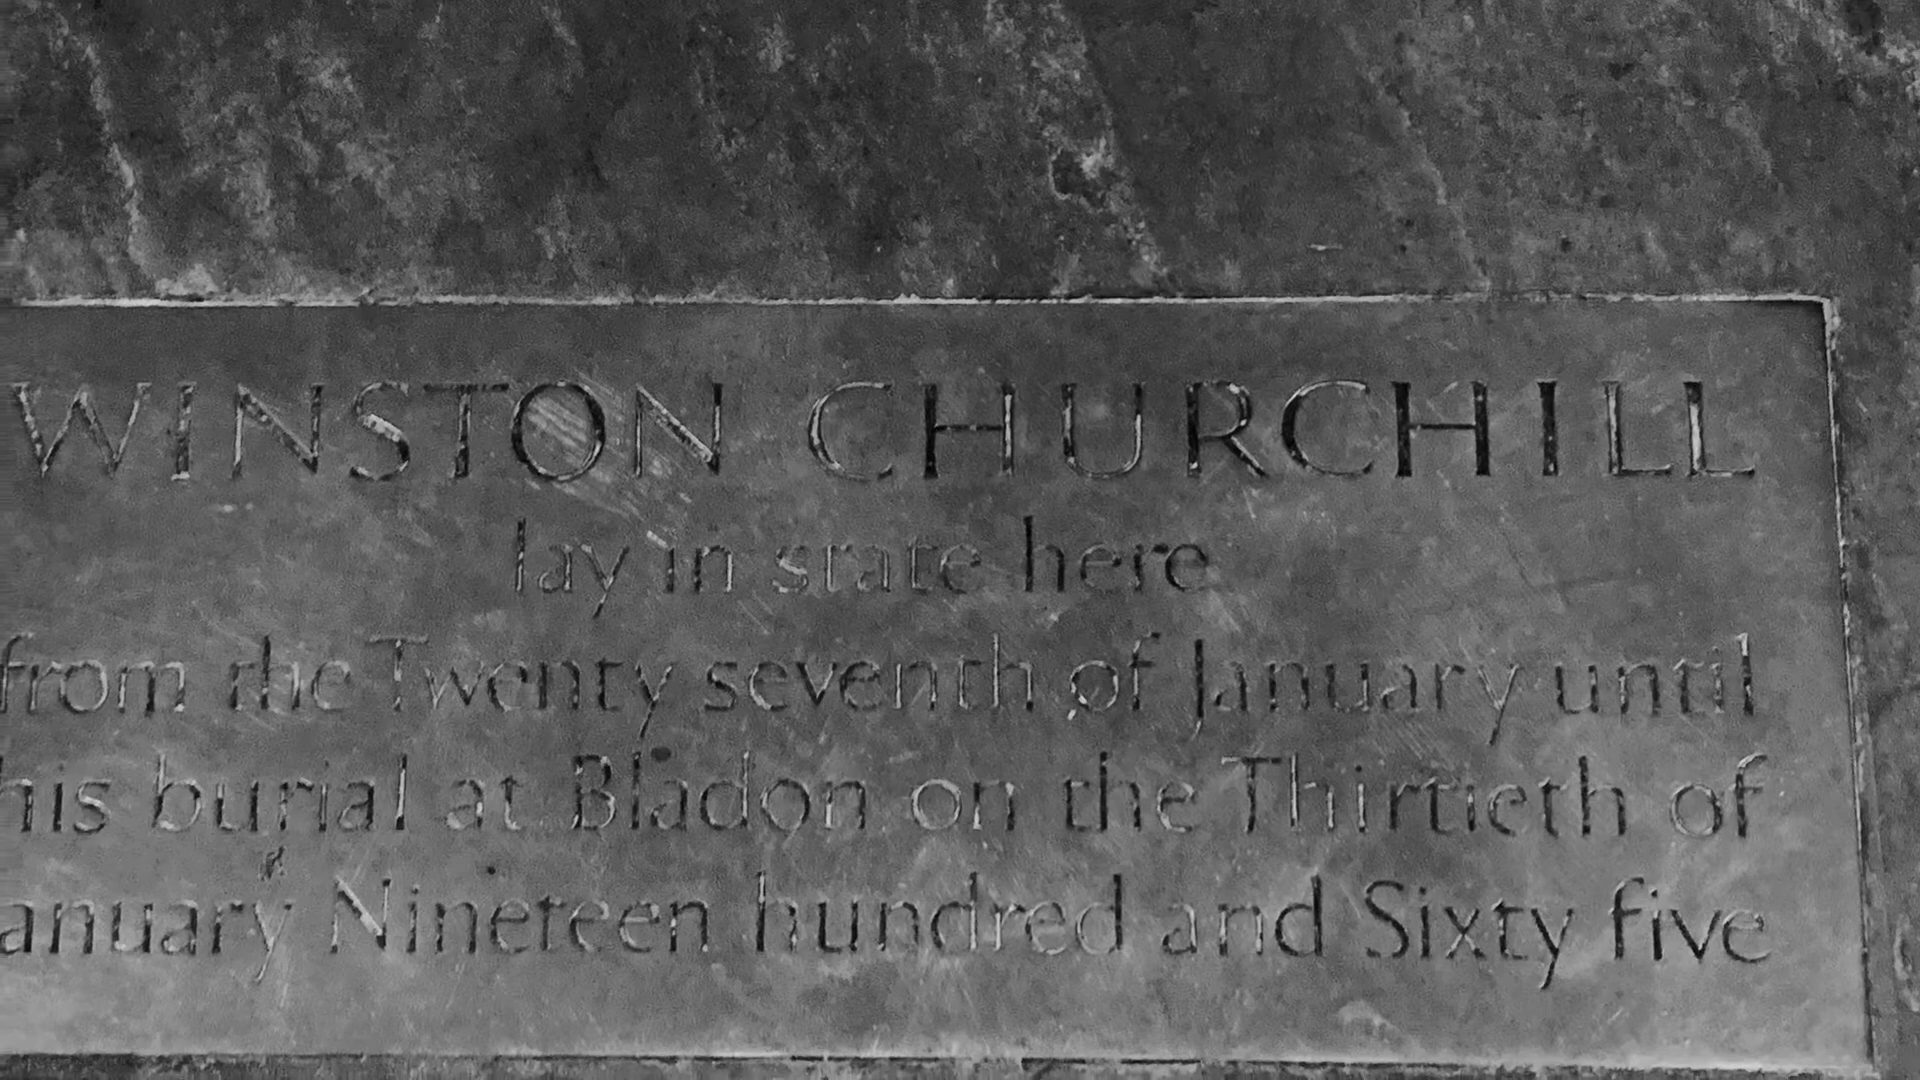 WINSTON CHURCHILL
lay in state here
from the Twenty seventh of January until
his burial at Bladon on the Thirtieth of
anuary Nineteen hundred and Sixty five